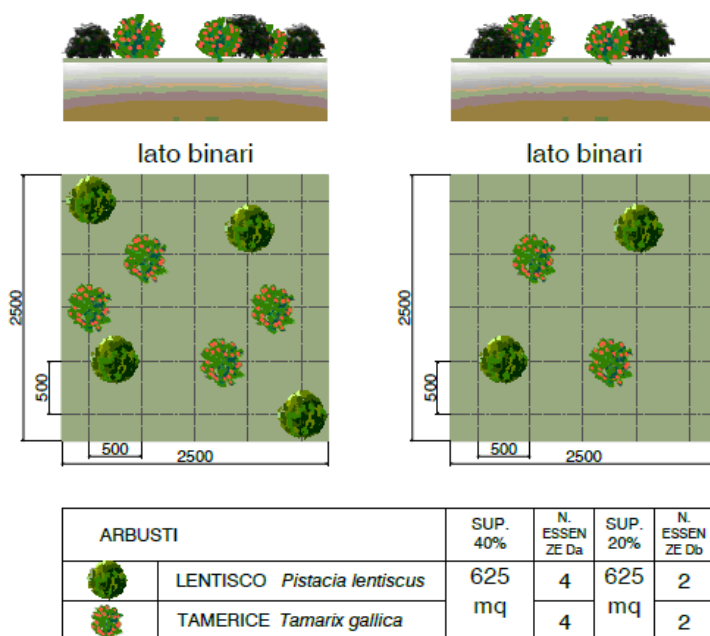 lato binari
lato binari
2500
500
500
2500
2500
500
500
2500
ARBUSTI
SUP. 40%
N. ESSEN ZE Da
SUP. 20%
N. ESSEN ZE Db
LENTISCO Pistacia lentiscus
625 mq
4
625 mq
2
TAMERICE Tamarix gallica
4
2